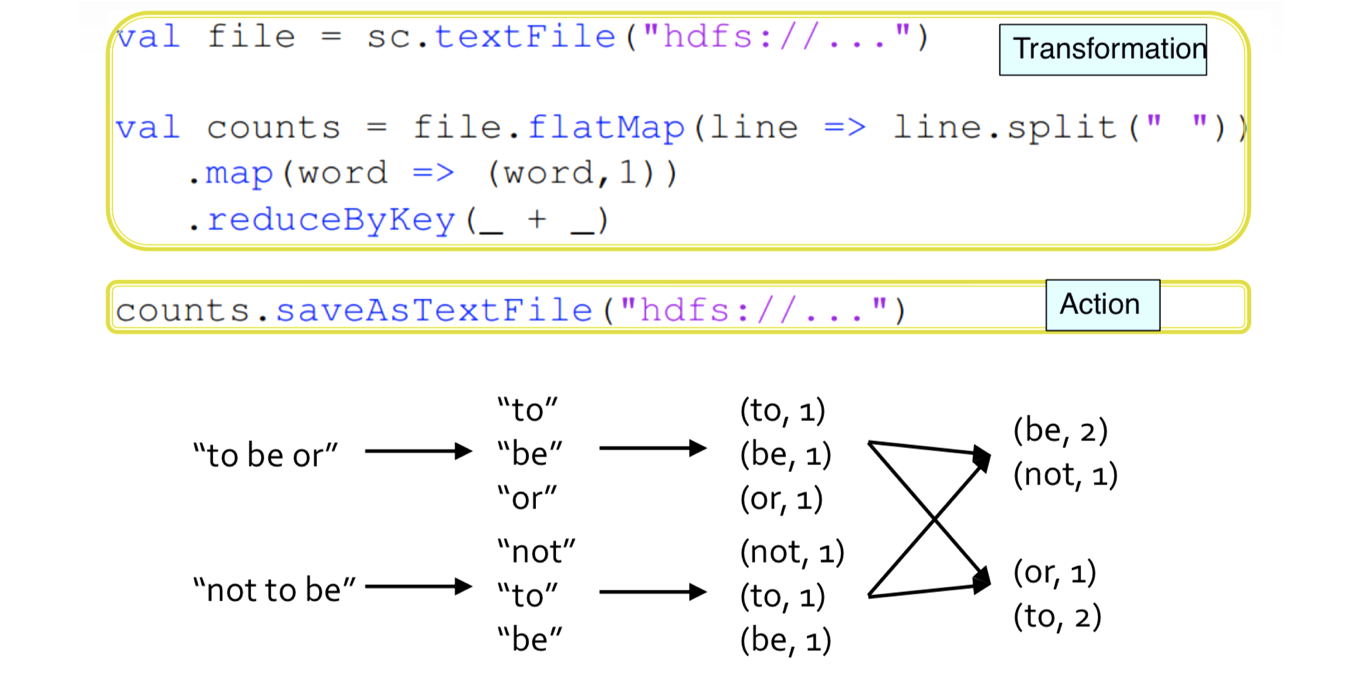 val file = sc.textFile("hdfs://...")
Transformation
val counts = file.flatMap(line => line.split(" "))
.map(word => (word,1))
.reduceByKey(_ + _)
counts.saveAsTextFile("hdfs://...")
Action
“to be or”
“to”
“be”
“or”
(to, 1)
(be, 1)
(or, 1)
(be, 2)
(not, 1)
“not to be”
“not”
“to”
“be”
(not, 1)
(to, 1)
(be, 1)
(or, 1)
(to, 2)